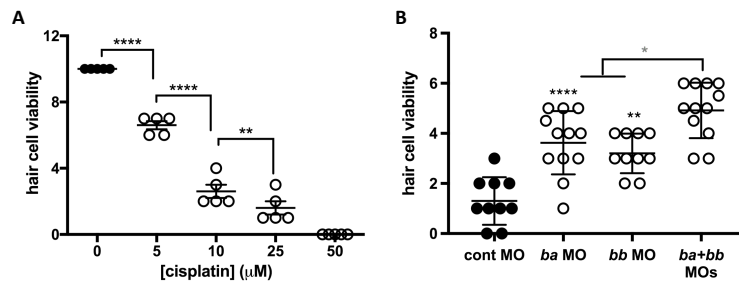 A
12
8
4
0
hair cell viability
****
****
**
0 5 10 25 50
[cisplatin] (μM)
B
8
6
4
2
0
hair cell viability
*
****
**
cont MO ba MO bb MO ba+bb
MOs